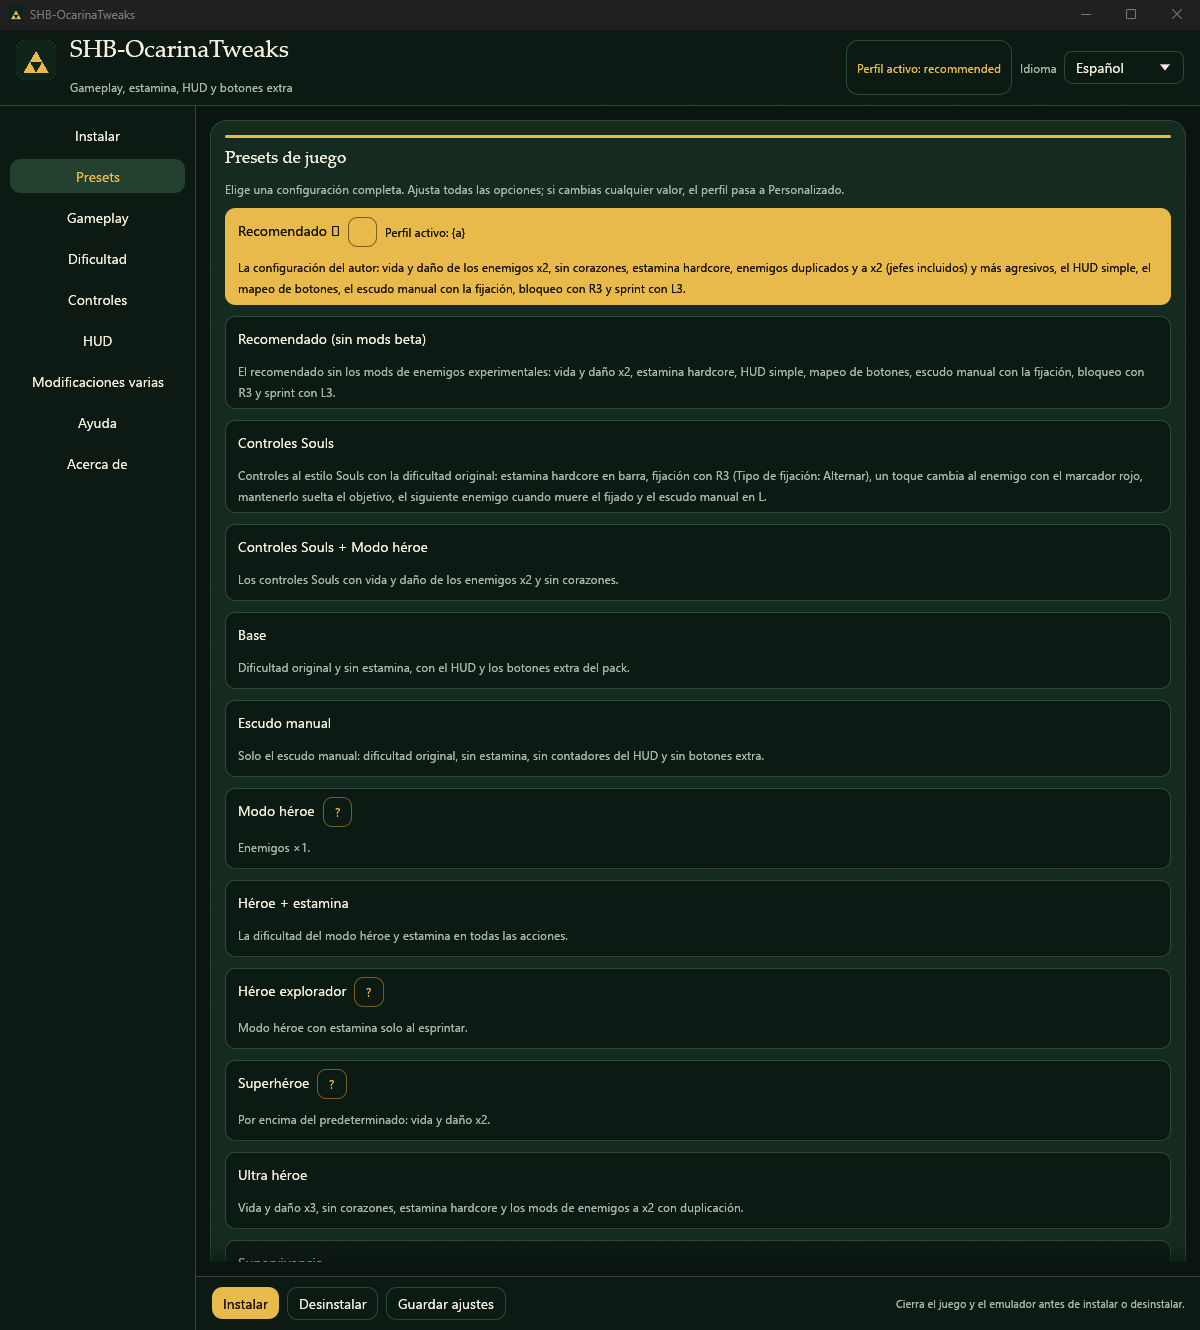 SHB-OcarinaTweaks
SHB-OcarinaTweaks
Gameplay, estamina, HUD y botones extra
Perfil activo: recommended
Idioma
Español
Instalar
Presets
Gameplay
Dificultad
Controles
HUD
Modificaciones varias
Ayuda
Acerca de
Presets de juego
Elige una configuración completa. Ajusta todas las opciones; si cambias cualquier valor, el perfil pasa a Personalizado.
Recomendado
Perfil activo: {a}
La configuración del autor: vida y daño de los enemigos x2, sin corazones, estamina hardcore, enemigos duplicados y a x2 (jefes incluidos) y más agresivos, el HUD simple, el
mapeo de botones, el escudo manual con la fijación, bloqueo con R3 y sprint con L3.
Recomendado (sin mods beta)
El recomendado sin los mods de enemigos experimentales: vida y daño x2, estamina hardcore, HUD simple, mapeo de botones, escudo manual con la fijación, bloqueo con
R3 y sprint con L3.
Controles Souls
Controles al estilo Souls con la dificultad original: estamina hardcore en barra, fijación con R3 (Tipo de fijación: Alternar), un toque cambia al enemigo con el marcador rojo,
mantenerlo suelta el objetivo, el siguiente enemigo cuando muere el fijado y el escudo manual en L.
Controles Souls + Modo héroe
Los controles Souls con vida y daño de los enemigos x2 y sin corazones.
Base
Dificultad original y sin estamina, con el HUD y los botones extra del pack.
Escudo manual
Solo el escudo manual: dificultad original, sin estamina, sin contadores del HUD y sin botones extra.
Modo héroe ?
Enemigos ×1.
Héroe + estamina
La dificultad del modo héroe y estamina en todas las acciones.
Héroe explorador ?
Modo héroe con estamina solo al esprintar.
Superhéroe ?
Por encima del predeterminado: vida y daño x2.
Ultra héroe
Vida y daño x3, sin corazones, estamina hardcore y los mods de enemigos a x2 con duplicación.
Instalar
Desinstalar
Guardar ajustes
Cierra el juego y el emulador antes de instalar o desinstalar.